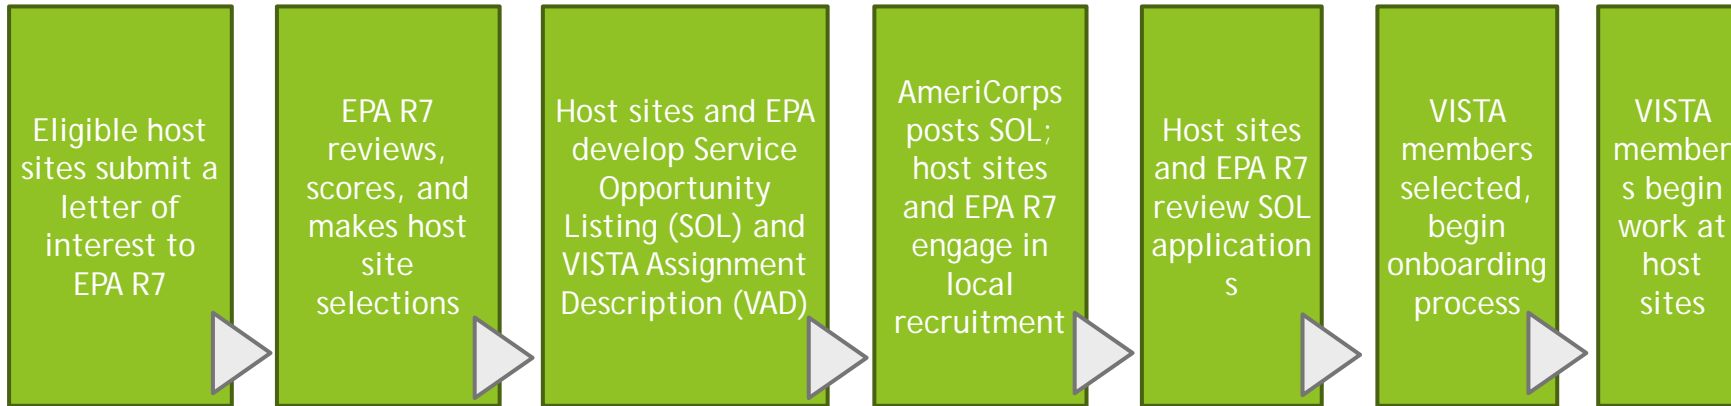 Eligible host
sites submit a
letter of
interest to
EPA R7
EPA R7
reviews,
scores, and
makes host
site
selections
Host sites and EPA
develop Service
Opportunity
Listing (SOL) and
VISTA Assignment
Description (VAD)
AmeriCorps
posts SOL;
host sites
and EPA R7
engage in
local
recruitment
Host sites
and EPA R7
review SOL
application
s
VISTA
members
selected,
begin
onboarding
process
VISTA
member
s begin
work at
host
sites